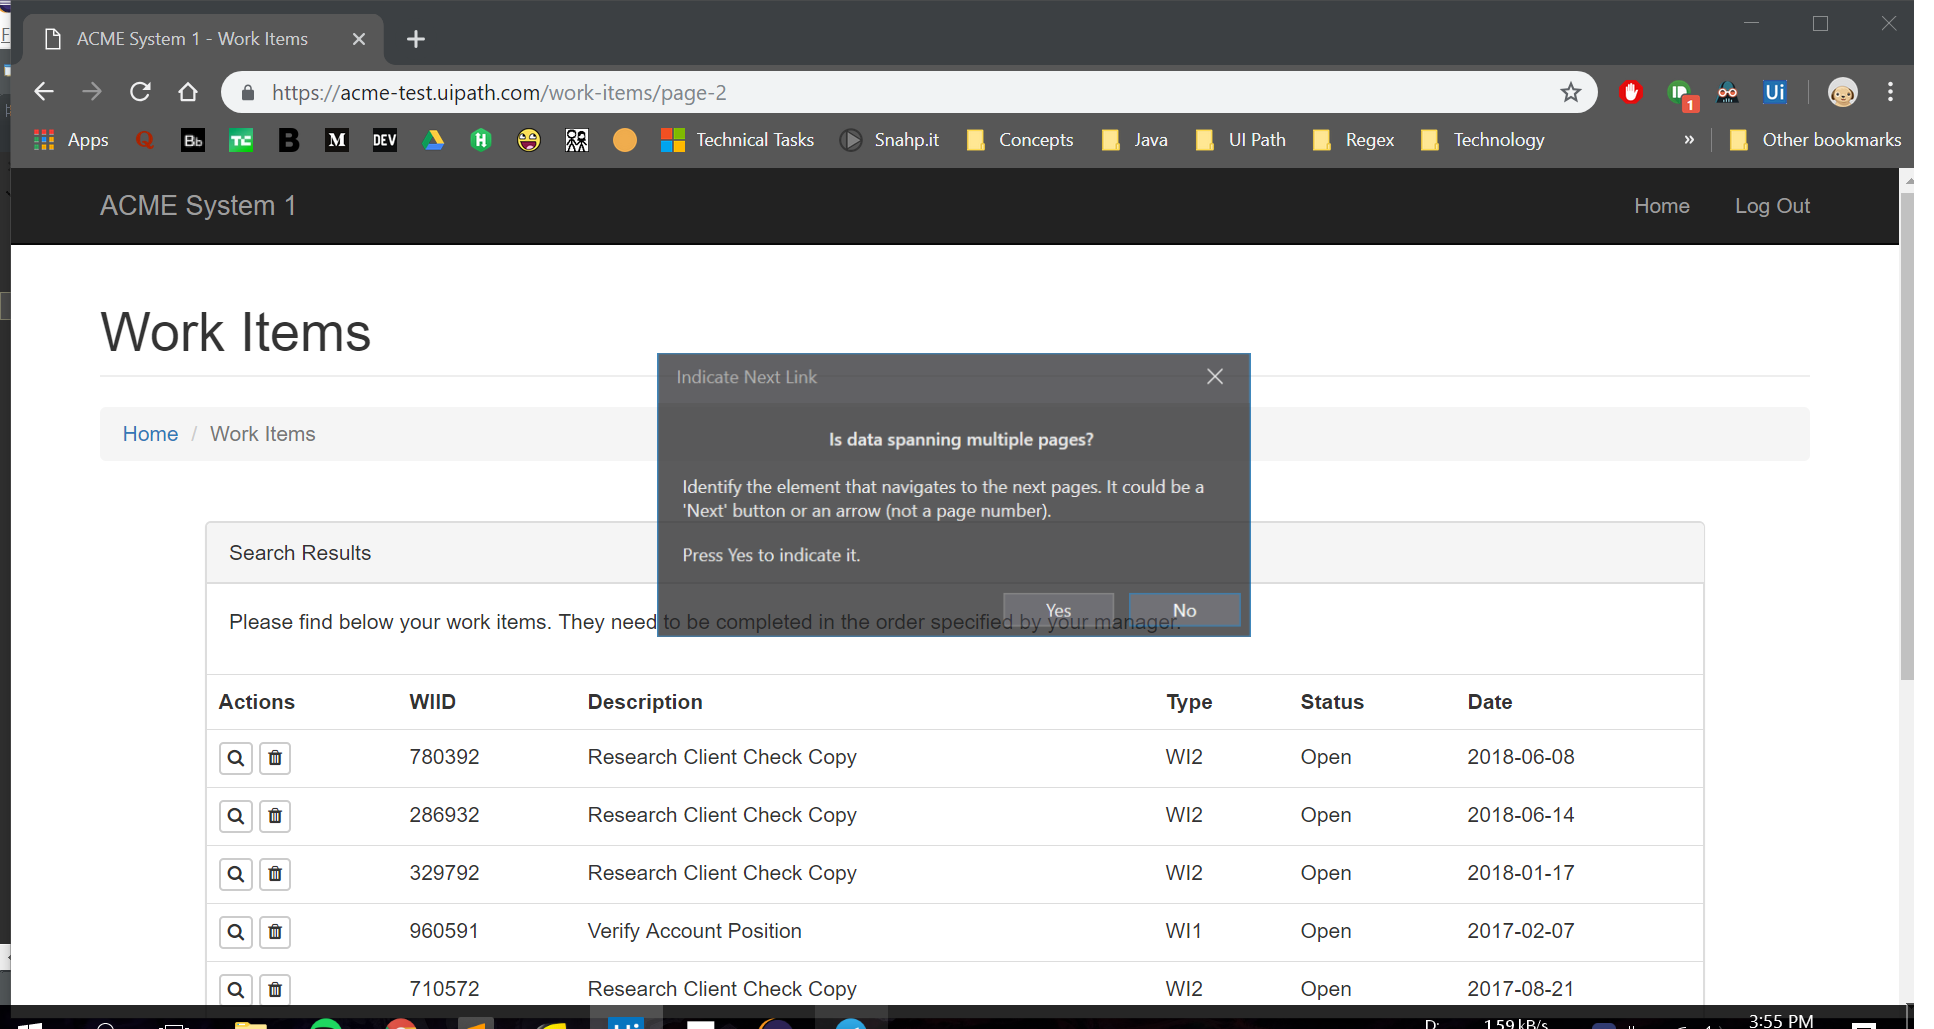 ACME System 1 - Work Items
https://acme-test.uipath.com/work-items/page-2
1
Ui
Apps
Q
Bb
TC
B
M
DEV
H
Technical Tasks
Snahp.it
Concepts
Java
UI Path
Regex
Technology
»
Other bookmarks
ACME System 1
Home
Log Out
Work Items
Home / Work Items
Indicate Next Link
Is data spanning multiple pages?
Identify the element that navigates to the next pages. It could be a
'Next' button or an arrow (not a page number).
Press Yes to indicate it.
Yes
No
Search Results
Please find below your work items. They need to be completed in the order specified by your manager.
Actions WIID Description Type Status Date
780392 Research Client Check Copy WI2 Open 2018-06-08
286932 Research Client Check Copy WI2 Open 2018-06-14
329792 Research Client Check Copy WI2 Open 2018-01-17
960591 Verify Account Position WI1 Open 2017-02-07
710572 Research Client Check Copy WI2 Open 2017-08-21
D: 1.59 kB/s
3:55 PM